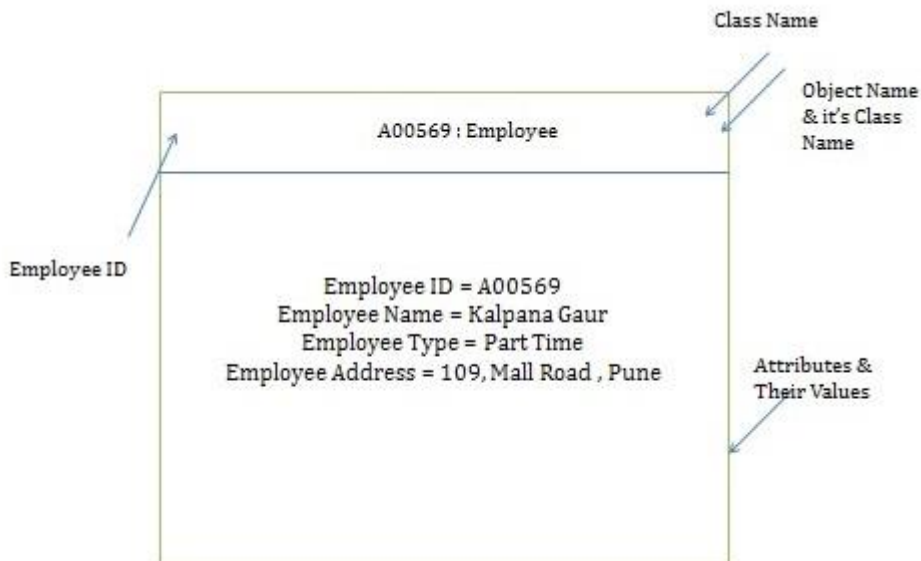 Class Name
Object Name
& it's Class
Name
A00569 : Employee
Employee ID
Employee ID = A00569
Employee Name = Kalpana Gaur
Employee Type = Part Time
Employee Address = 109, Mall Road , Pune
Attributes &
Their Values